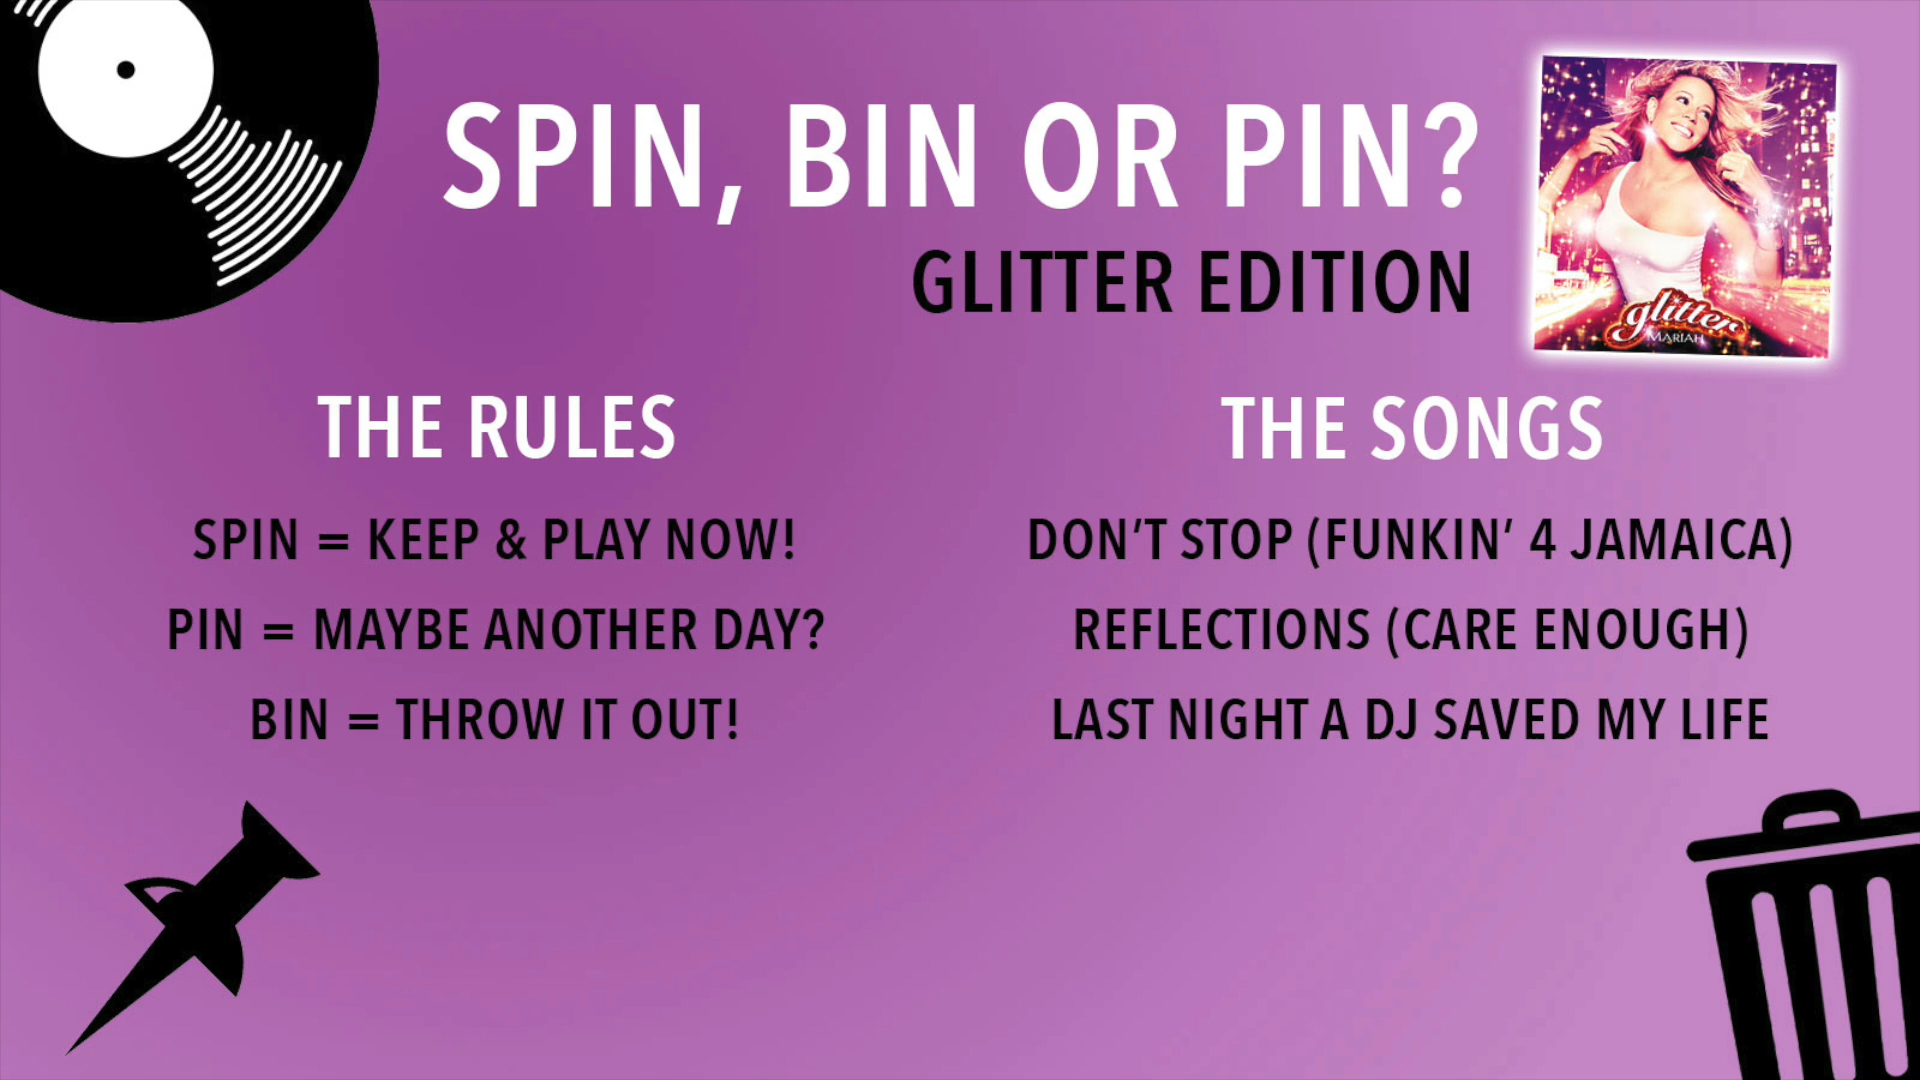 SPIN, BIN OR PIN?
GLITTER EDITION
glitter
MARIAH
THE RULES
SPIN = KEEP & PLAY NOW!
PIN = MAYBE ANOTHER DAY?
BIN = THROW IT OUT!
THE SONGS
DON'T STOP (FUNKIN' 4 JAMAICA)
REFLECTIONS (CARE ENOUGH)
LAST NIGHT A DJ SAVED MY LIFE